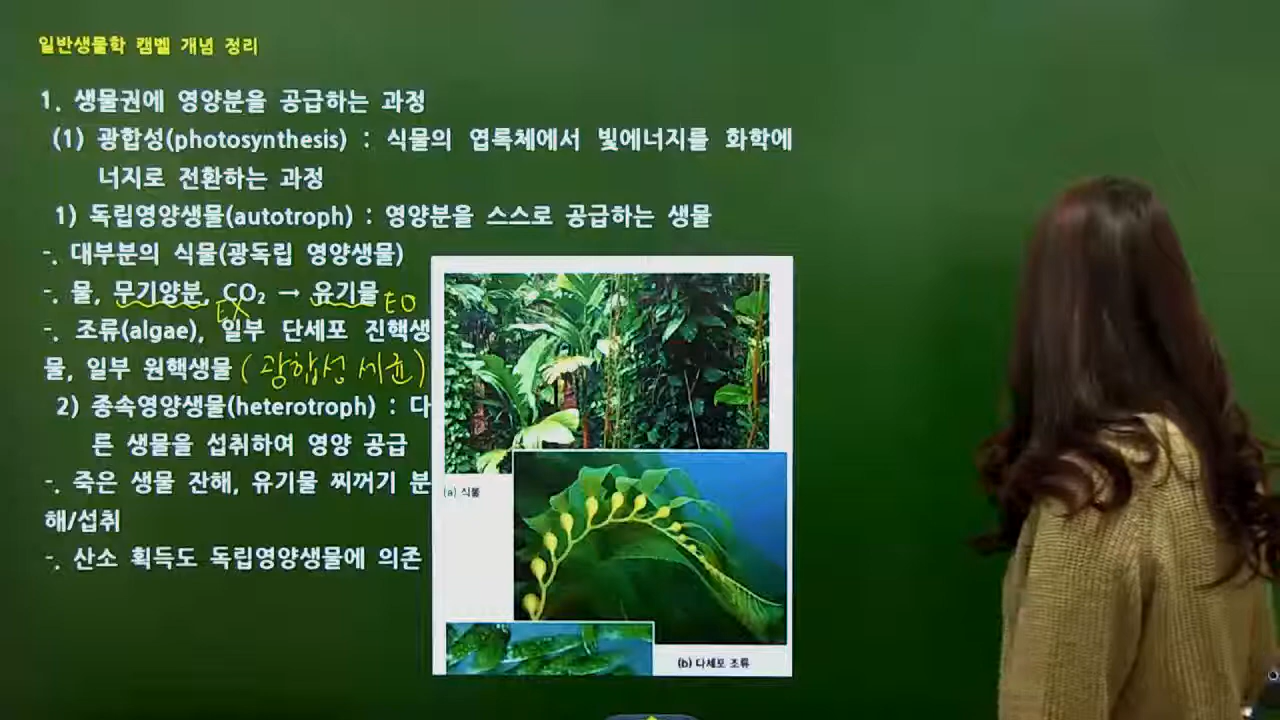 일반생물학 캠벨 개념 정리
1. 생물권에 영양분을 공급하는 과정
(1) 광합성(photosynthesis) : 식물의 엽록체에서 빛에너지를 화학에
너지로 전환하는 과정
1) 독립영양생물(autotroph) : 영양분을 스스로 공급하는 생물
-. 대부분의 식물(광독립 영양생물)
-. 물, 무기양분, CO₂ → 유기물 EO
EX
-. 조류(algae), 일부 단세포 진핵생
물, 일부 원핵생물 (광합성 세균)
2) 종속영양생물(heterotroph) : 다
른 생물을 섭취하여 영양 공급
-. 죽은 생물 잔해, 유기물 찌꺼기 분
해/섭취
-. 산소 획득도 독립영양생물에 의존
(a) 식물
(b) 다세포 조류